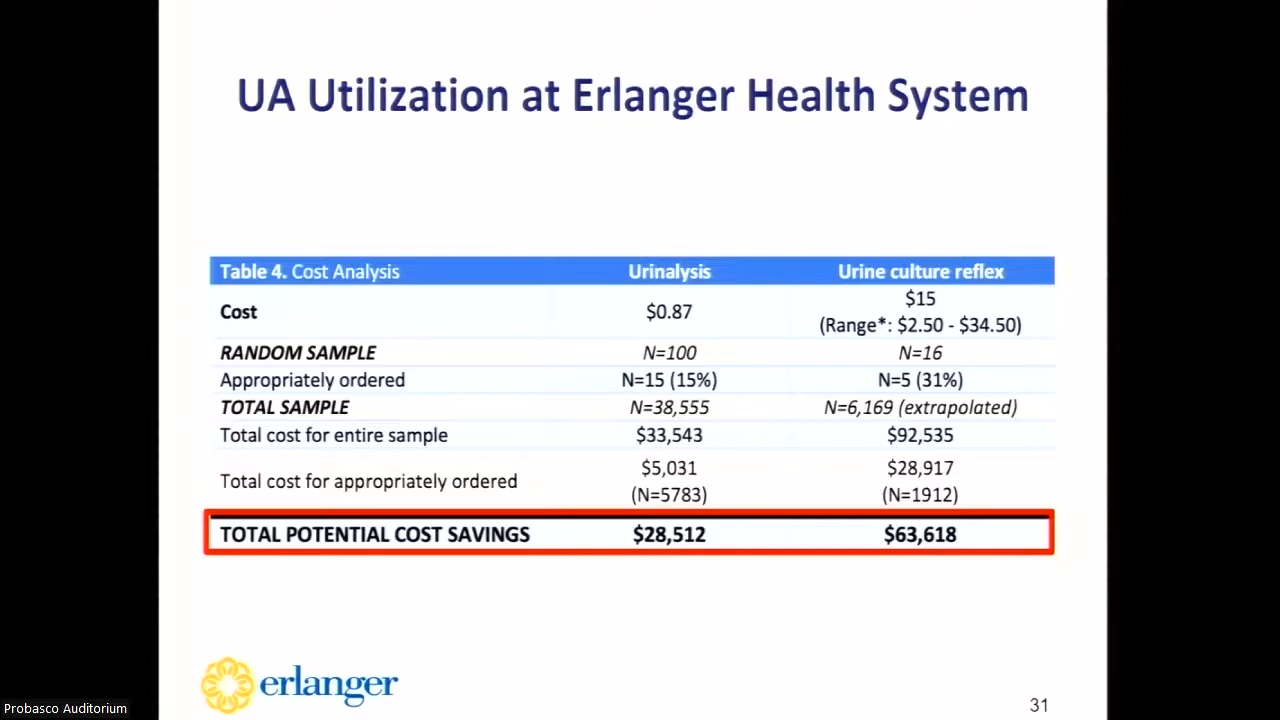 UA Utilization at Erlanger Health System
Table 4. Cost Analysis Urinalysis Urine culture reflex
Cost $0.87 $15
(Range*: $2.50 - $34.50)
RANDOM SAMPLE N=100 N=16
Appropriately ordered N=15 (15%) N=5 (31%)
TOTAL SAMPLE N=38,555 N=6,169 (extrapolated)
Total cost for entire sample $33,543 $92,535
Total cost for appropriately ordered $5,031 $28,917
(N=5783) (N=1912)
TOTAL POTENTIAL COST SAVINGS $28,512 $63,618
erlanger
31
Probasco Auditorium